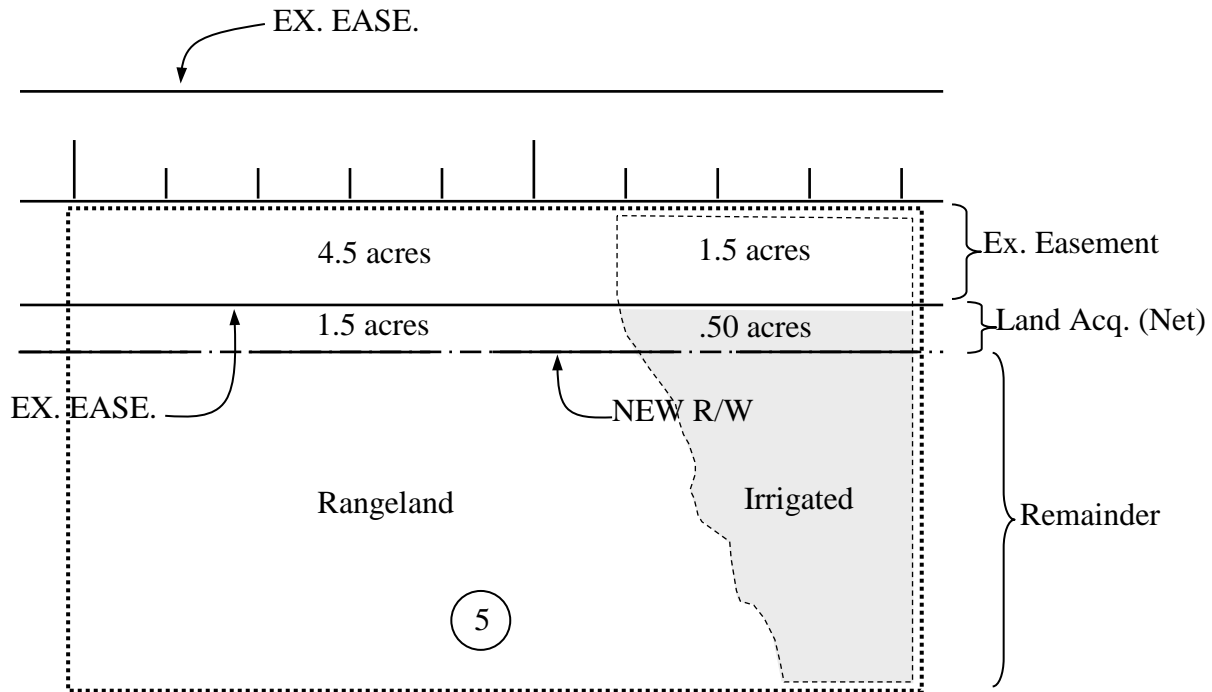 EX. EASE.
4.5 acres
1.5 acres
Ex. Easement
1.5 acres
.50 acres
Land Acq. (Net)
EX. EASE.
NEW R/W
Rangeland
Irrigated
Remainder
5